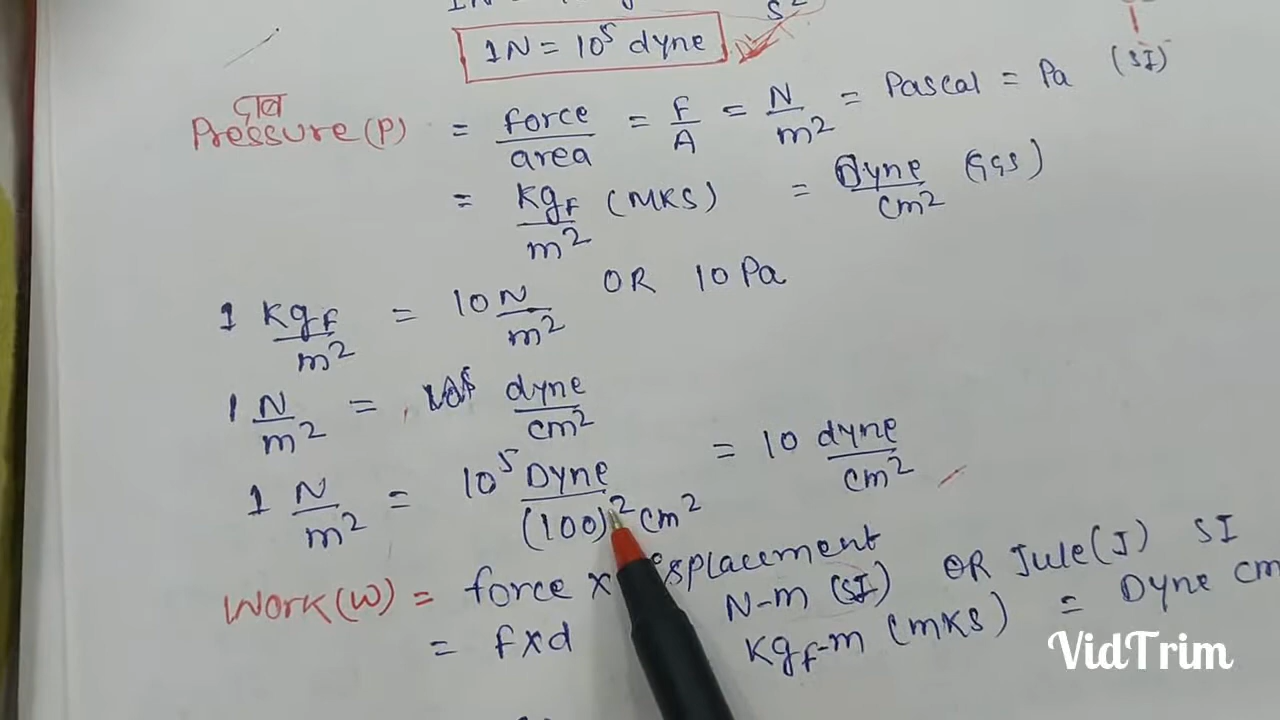 1N = 10⁵ dyne
दाब
Pressure(P) = force/area = F/A = N/m² = Pascal = Pa (SI)
= Kgf/m² (MKS) = Dyne/cm² (GGS)
1 Kgf/m² = 10 N/m² OR 10 Pa
1 N/m² = dyne/cm²
1 N/m² = 10⁵ Dyne/(100)² cm² = 10 dyne/cm²
Work(W) = force x N-m (SI) OR Jule(J) SI
= f x d Kgf-m (MKS) = Dyne cm
VidTrim